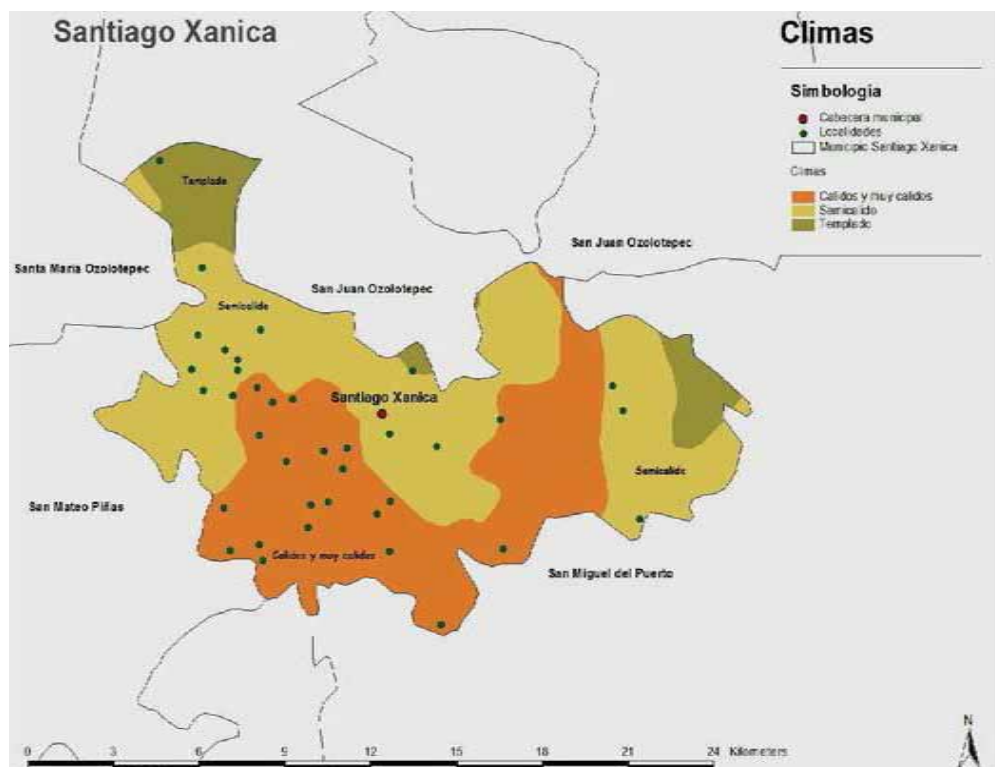 Santiago Xanica
Climas
Simbologia
Cabecera municipal
Localidades
Municipio Santiago Xanica
Climas
Calidos y muy calidos
Semicalido
Templado
Templado
San Juan Ozolotepec
Santa Maria Ozolotepec
San Juan Ozolotepec
Semicalido
Santiago Xanica
Semicalido
San Mateo Piñas
Calidos y muy calidos
San Miguel del Puerto
N
0 3 6 9 12 15 18 21 24 Kilometers